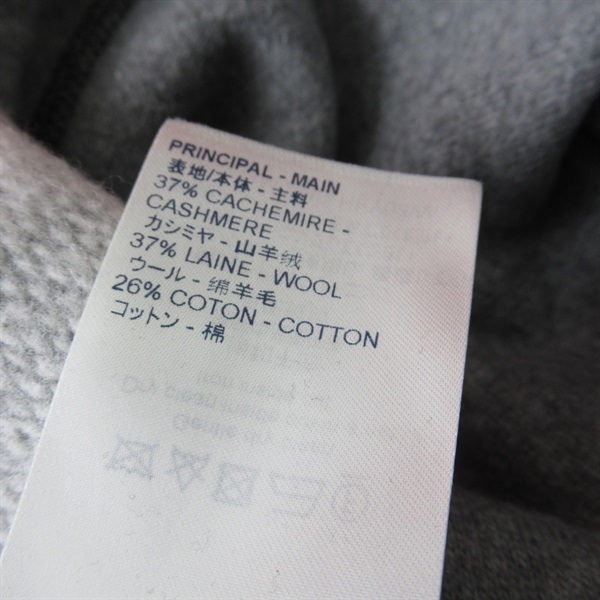 PRINCIPAL - MAIN
表地/本体 - 主料
37% CACHEMIRE -
CASHMERE
カシミヤ - 山羊绒
37% LAINE - WOOL
ウール - 绵羊毛
26% COTON - COTTON
コットン - 棉